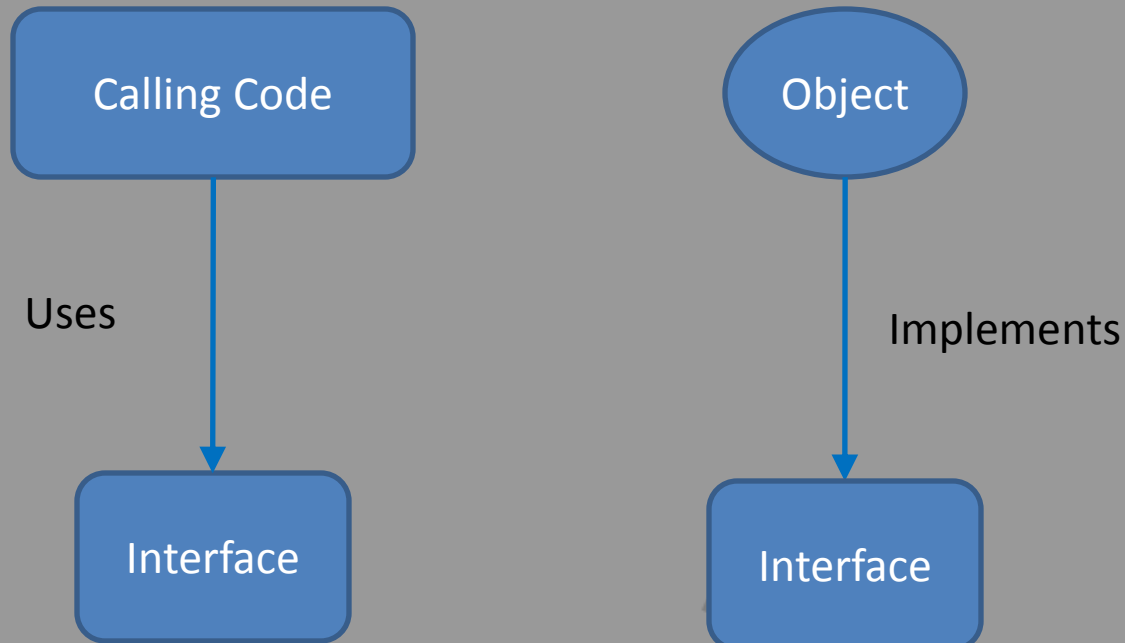 Calling Code
Object
Uses
Implements
Interface
Interface